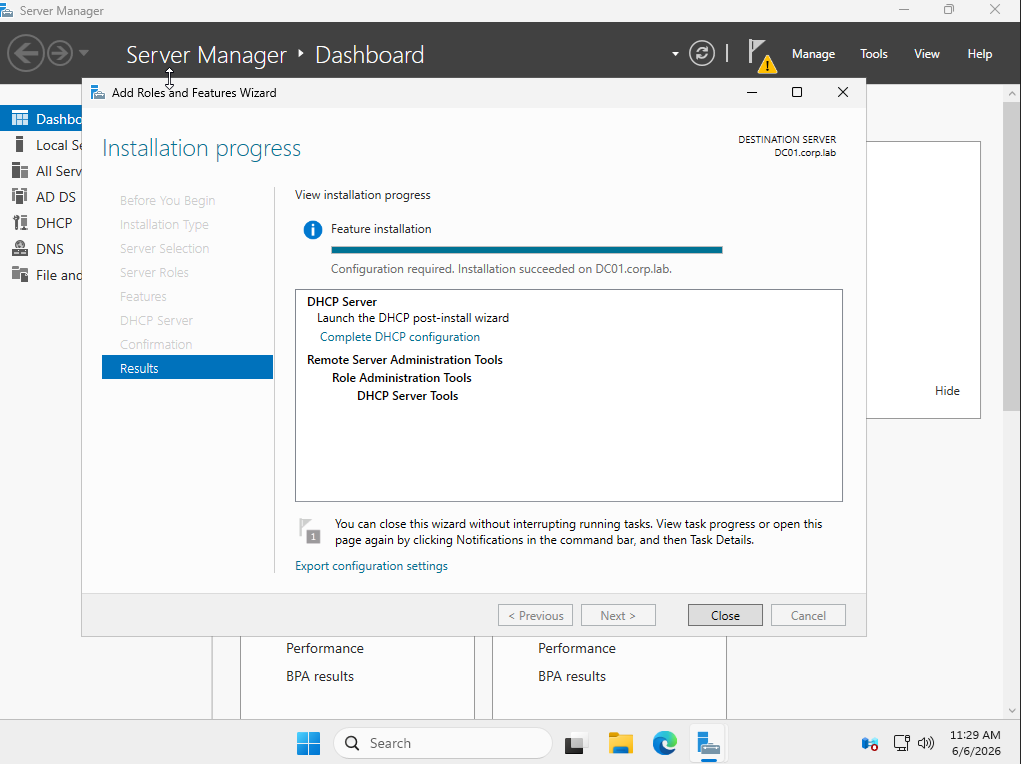 Server Manager
Server Manager ‣ Dashboard
Manage
Tools
View
Help
Add Roles and Features Wizard
Dashbo
Local Se
All Serv
AD DS
DHCP
DNS
File and
Installation progress
DESTINATION SERVER
DC01.corp.lab
Before You Begin
Installation Type
Server Selection
Server Roles
Features
DHCP Server
Confirmation
Results
View installation progress
Feature installation
Configuration required. Installation succeeded on DC01.corp.lab.
DHCP Server
Launch the DHCP post-install wizard
Complete DHCP configuration
Remote Server Administration Tools
Role Administration Tools
DHCP Server Tools
1
You can close this wizard without interrupting running tasks. View task progress or open this
page again by clicking Notifications in the command bar, and then Task Details.
Export configuration settings
< Previous
Next >
Close
Cancel
Hide
Performance
BPA results
Performance
BPA results
Search
11:29 AM
6/6/2026